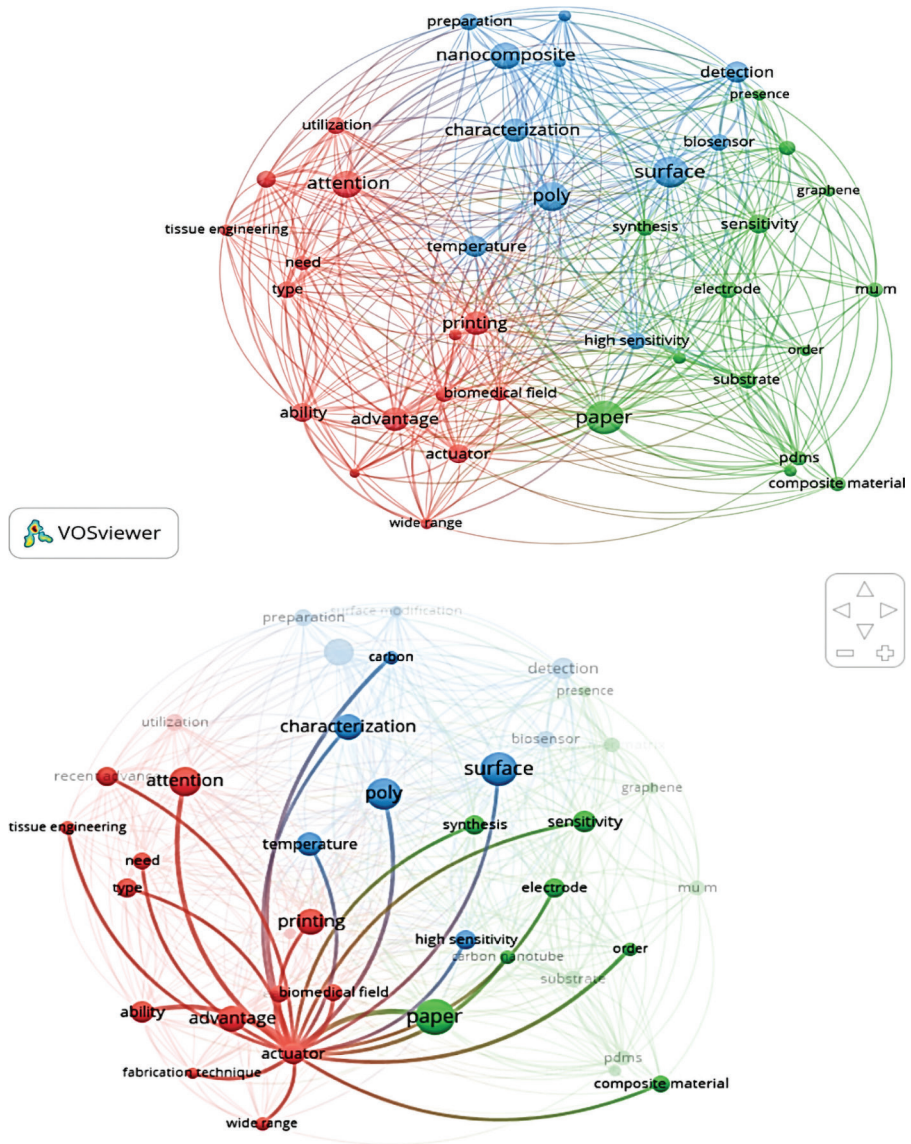 preparation
nanocomposite
detection
presence
utilization
characterization
biosensor
surface
attention
graphene
poly
tissue engineering
synthesis
sensitivity
temperature
need
type
electrode
mu m
printing
high sensitivity
order
substrate
biomedical field
ability
advantage
paper
actuator
pdms
composite material
wide range
VOSviewer
surface modification
preparation
carbon
detection
presence
utilization
characterization
biosensor
surface
recent advanc
attention
graphene
poly
tissue engineering
synthesis
sensitivity
temperature
need
type
electrode
mu m
printing
high sensitivity
order
carbon nanotube
substrate
biomedical field
ability
advantage
paper
actuator
pdms
fabrication technique
composite material
wide range